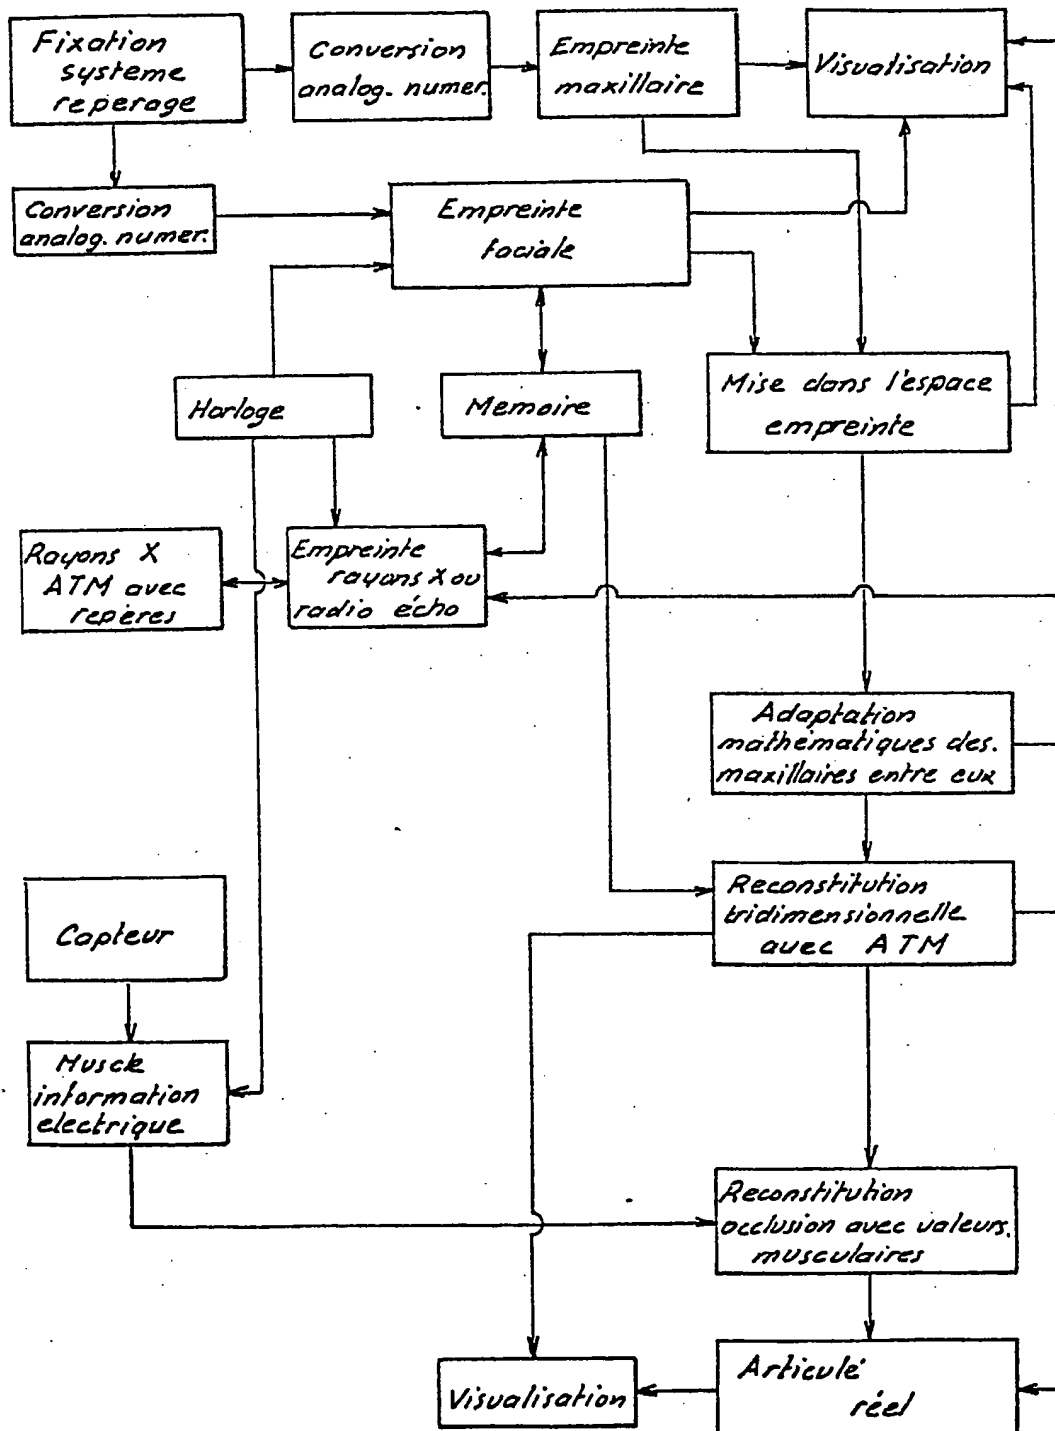 Fixation
système
repérage
Conversion
analog. numer.
Empreinte
maxillaire
Visualisation
Conversion
analog. numer.
Empreinte
faciale
Horloge
Memoire
Mise dans l'espace
empreinte
Rayons X
ATM avec
repères
Empreinte
rayons X ou
radio écho
Adaptation
mathématiques des.
maxillaires entre eux
Capteur
Reconstitution
tridimensionnelle
avec ATM
Muscle
information
electrique
Reconstitution
occlusion avec valeurs.
musculaires
Visualisation
Articulé
réel